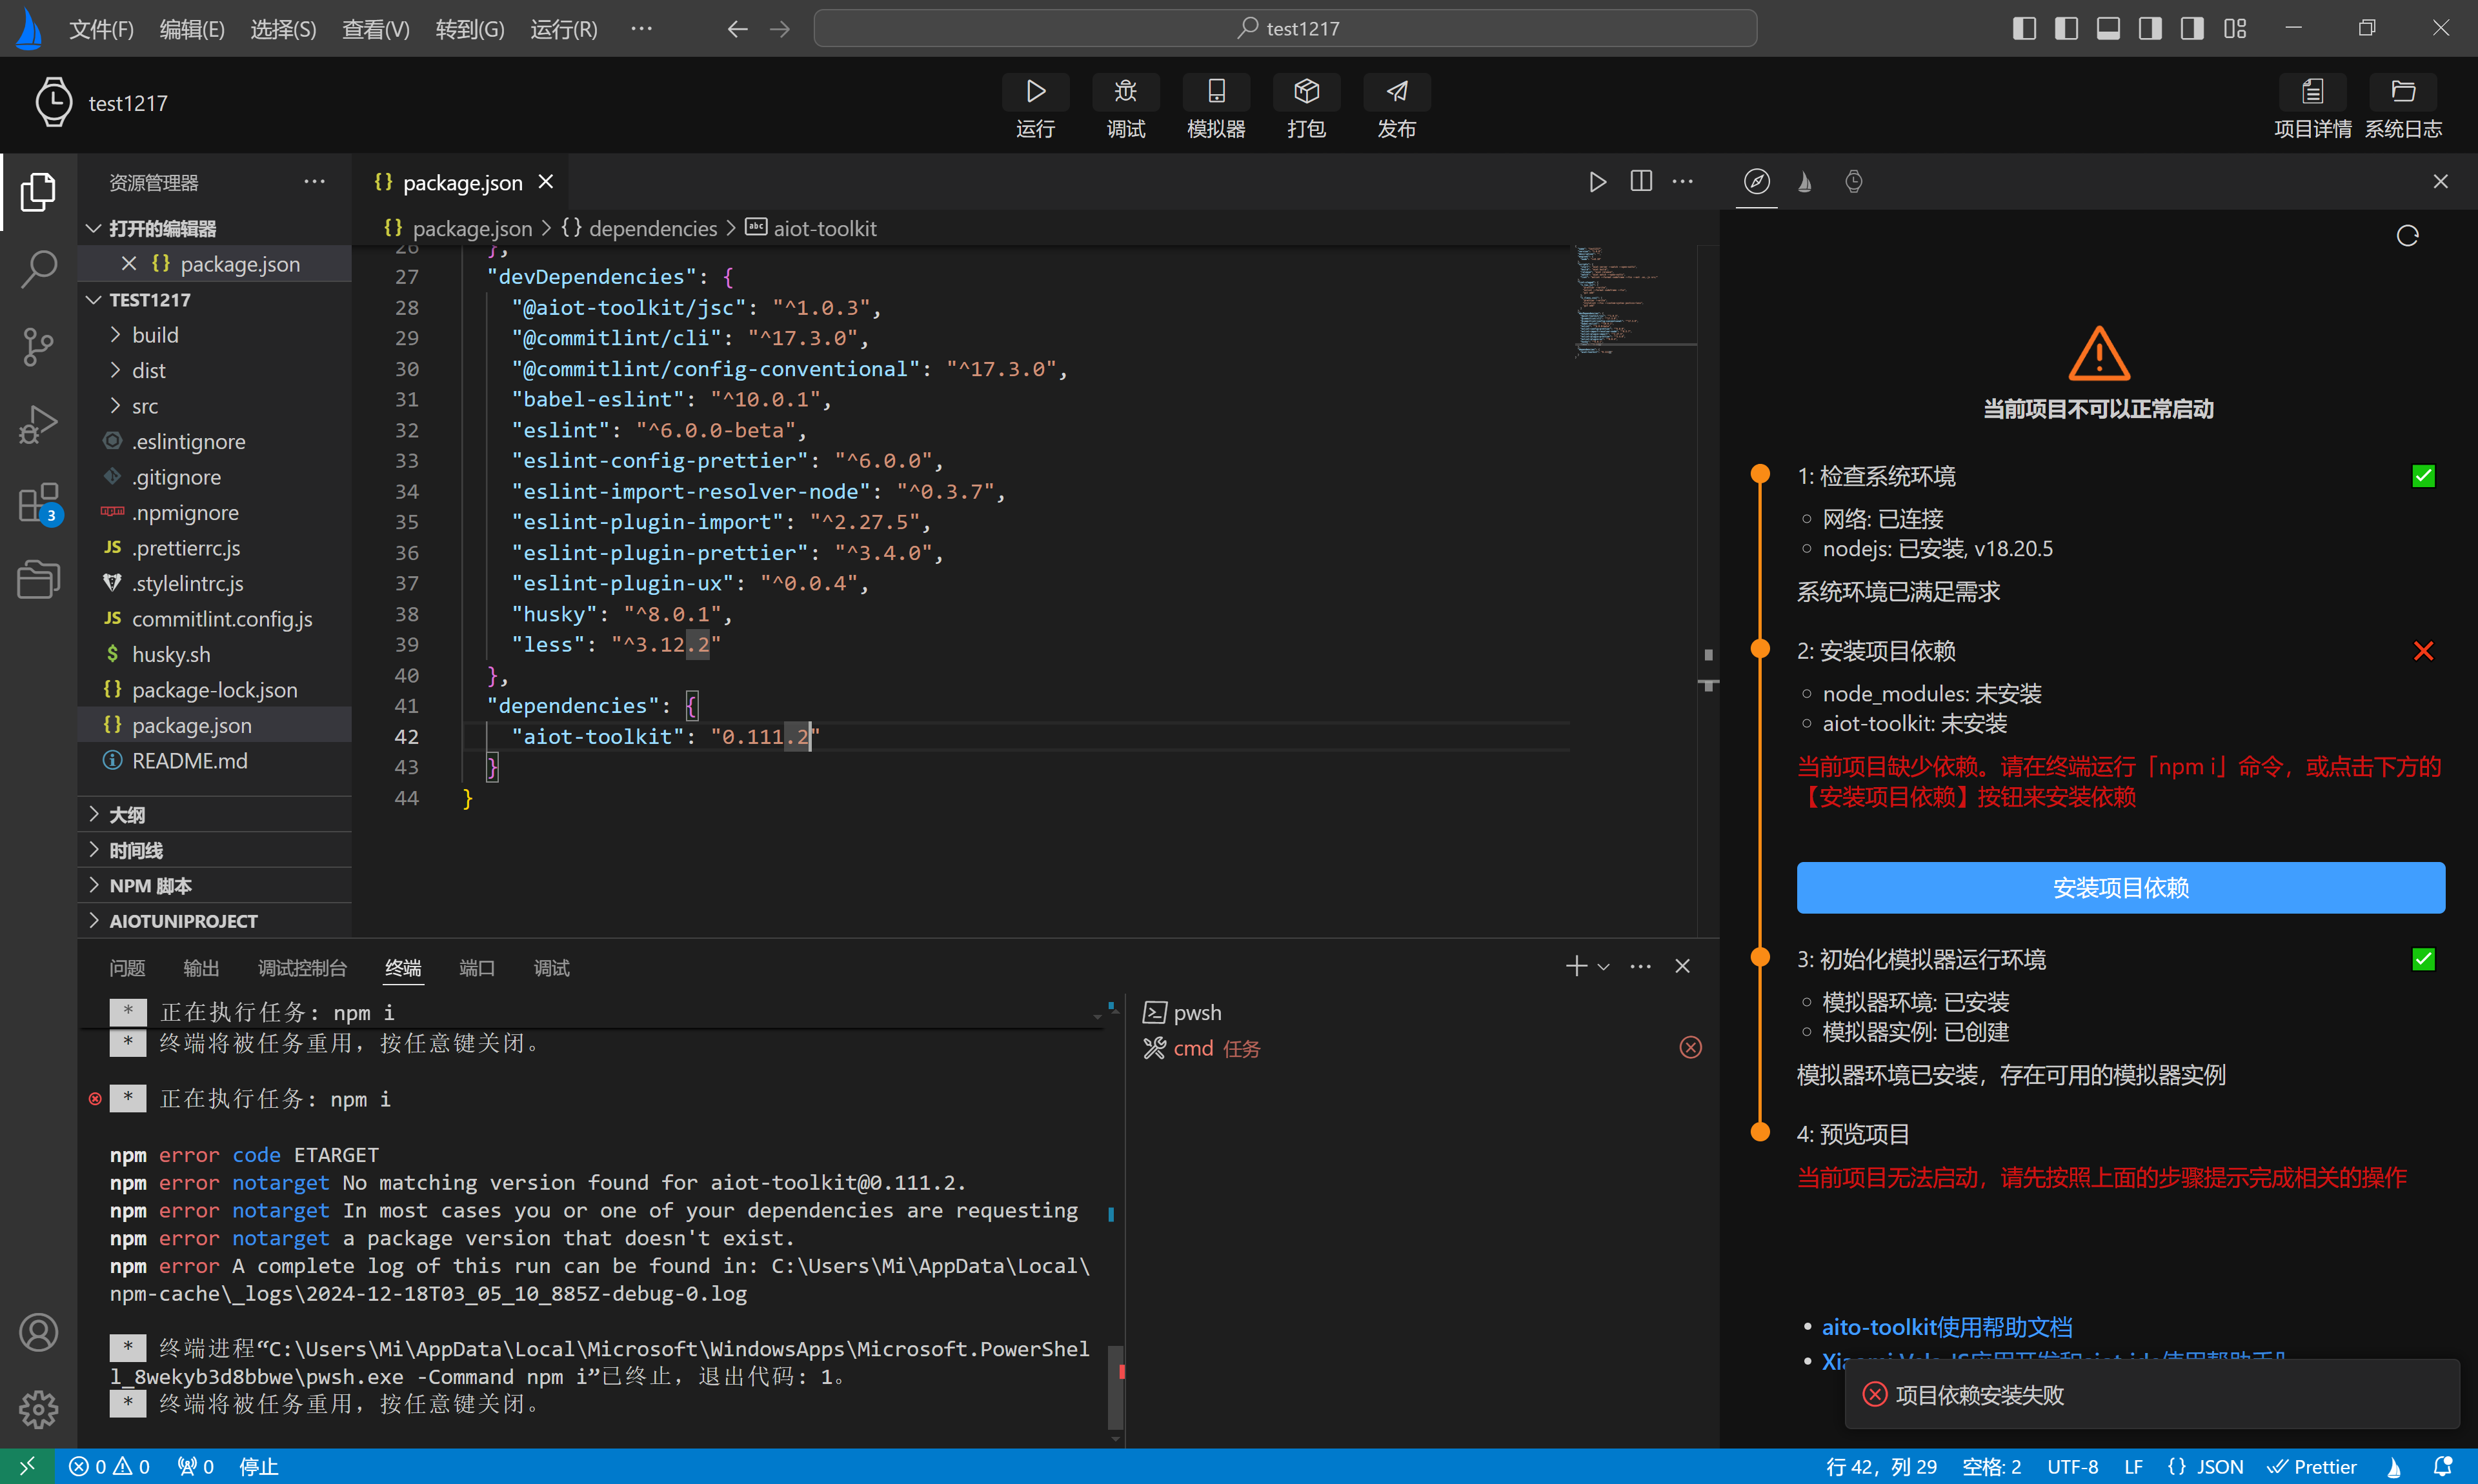 文件(F) 编辑(E) 选择(S) 查看(V) 转到(G) 运行(R) ···
test1217
test1217
运行 调试 模拟器 打包 发布
项目详情 系统日志
资源管理器
打开的编辑器
{} package.json
TEST1217
build
dist
src
.eslintignore
.gitignore
.npmignore
JS .prettierrc.js
.stylelintrc.js
JS commitlint.config.js
$ husky.sh
{} package-lock.json
{} package.json
README.md
大纲
时间线
NPM 脚本
AIOTUNIPROJECT
3
{} package.json
{} package.json > {} dependencies > abc aiot-toolkit
26 },
27 "devDependencies": {
28 "@aiot-toolkit/jsc": "^1.0.3",
29 "@commitlint/cli": "^17.3.0",
30 "@commitlint/config-conventional": "^17.3.0",
31 "babel-eslint": "^10.0.1",
32 "eslint": "^6.0.0-beta",
33 "eslint-config-prettier": "^6.0.0",
34 "eslint-import-resolver-node": "^0.3.7",
35 "eslint-plugin-import": "^2.27.5",
36 "eslint-plugin-prettier": "^3.4.0",
37 "eslint-plugin-ux": "^0.0.4",
38 "husky": "^8.0.1",
39 "less": "^3.12.2"
40 },
41 "dependencies": {
42 "aiot-toolkit": "0.111.2"
43 }
44 }
问题 输出 调试控制台 终端 端口 调试
* 正在执行任务: npm i
* 终端将被任务重用，按任意键关闭。
* 正在执行任务: npm i
npm error code ETARGET
npm error notarget No matching version found for aiot-toolkit@0.111.2.
npm error notarget In most cases you or one of your dependencies are requesting
npm error notarget a package version that doesn't exist.
npm error A complete log of this run can be found in: C:\Users\Mi\AppData\Local\
npm-cache\_logs\2024-12-18T03_05_10_885Z-debug-0.log
* 终端进程“C:\Users\Mi\AppData\Local\Microsoft\WindowsApps\Microsoft.PowerShel
l_8wekyb3d8bbwe\pwsh.exe -Command npm i”已终止，退出代码: 1。
* 终端将被任务重用，按任意键关闭。
pwsh
cmd 任务
当前项目不可以正常启动
1: 检查系统环境
网络: 已连接
nodejs: 已安装, v18.20.5
系统环境已满足需求
2: 安装项目依赖
node_modules: 未安装
aiot-toolkit: 未安装
当前项目缺少依赖。请在终端运行「npm i」命令，或点击下方的
【安装项目依赖】按钮来安装依赖
安装项目依赖
3: 初始化模拟器运行环境
模拟器环境: 已安装
模拟器实例: 已创建
模拟器环境已安装，存在可用的模拟器实例
4: 预览项目
当前项目无法启动，请先按照上面的步骤提示完成相关的操作
• aito-toolkit使用帮助文档
项目依赖安装失败
0 0 0 停止
行 42，列 29 空格: 2 UTF-8 LF {} JSON Prettier